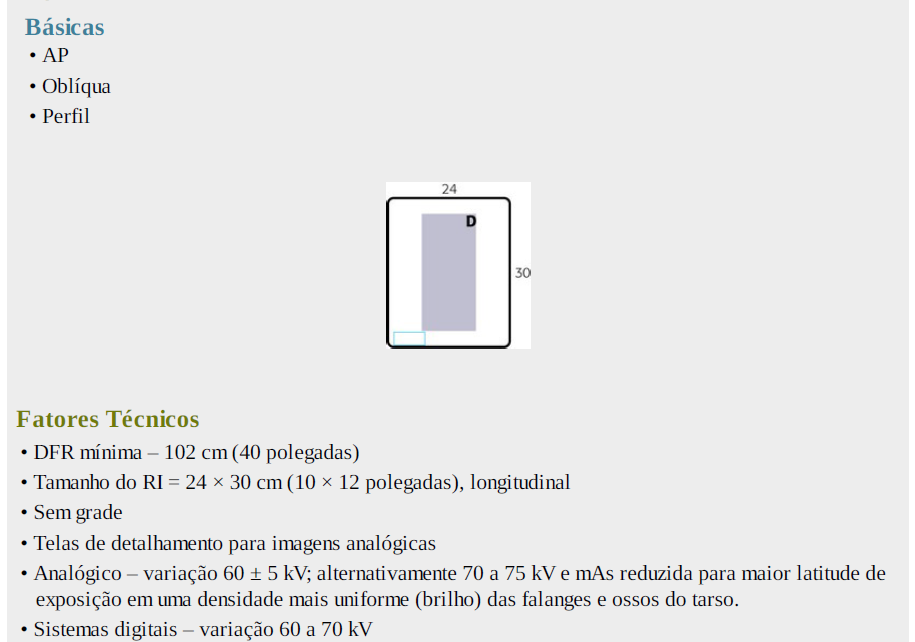 Básicas
• AP
• Oblíqua
• Perfil
24
D
30
Fatores Técnicos
• DFR mínima – 102 cm (40 polegadas)
• Tamanho do RI = 24 × 30 cm (10 × 12 polegadas), longitudinal
• Sem grade
• Telas de detalhamento para imagens analógicas
• Analógico – variação 60 ± 5 kV; alternativamente 70 a 75 kV e mAs reduzida para maior latitude de
exposição em uma densidade mais uniforme (brilho) das falanges e ossos do tarso.
• Sistemas digitais – variação 60 a 70 kV